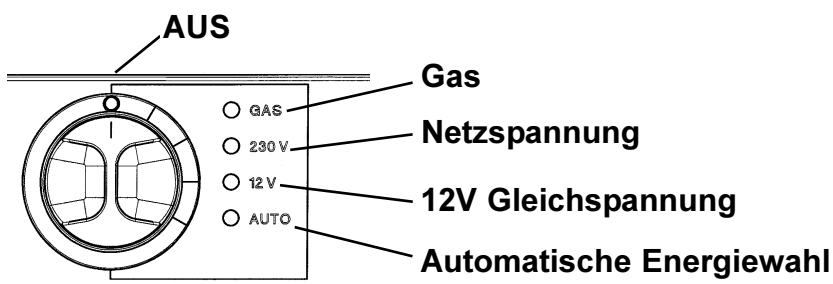 AUS
GAS Gas
230 V Netzspannung
12 V 12V Gleichspannung
AUTO Automatische Energiewahl